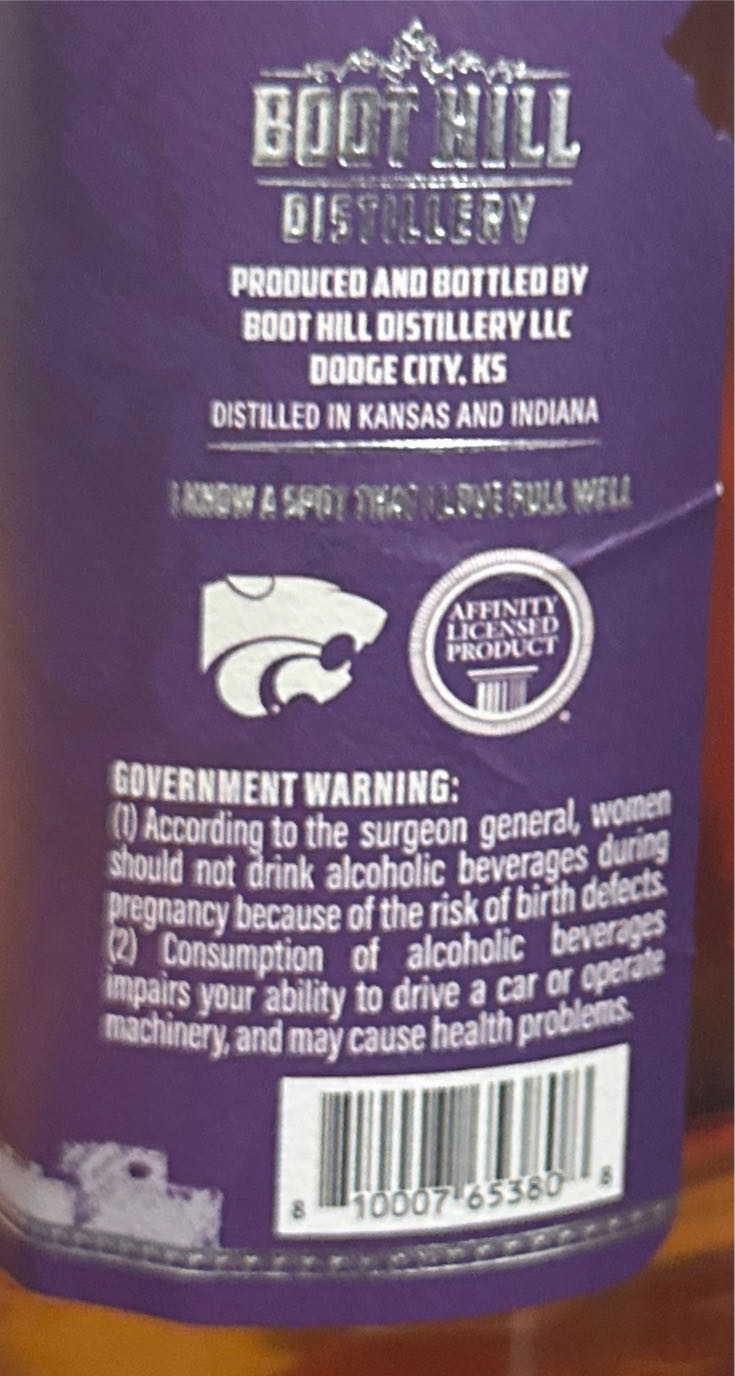 BOOT HILL
DISTILLERY
PRODUCED AND BOTTLED BY
BOOT HILL DISTILLERY LLC
DODGE CITY, KS
DISTILLED IN KANSAS AND INDIANA
I KNOW A SPOT THAT I LOVE FULL WELL
AFFINITY
LICENSED
PRODUCT
GOVERNMENT WARNING:
(1) According to the surgeon general, women
should not drink alcoholic beverages during
pregnancy because of the risk of birth defects.
(2) Consumption of alcoholic beverages
impairs your ability to drive a car or operate
machinery, and may cause health problems.
8 10007 65380 8